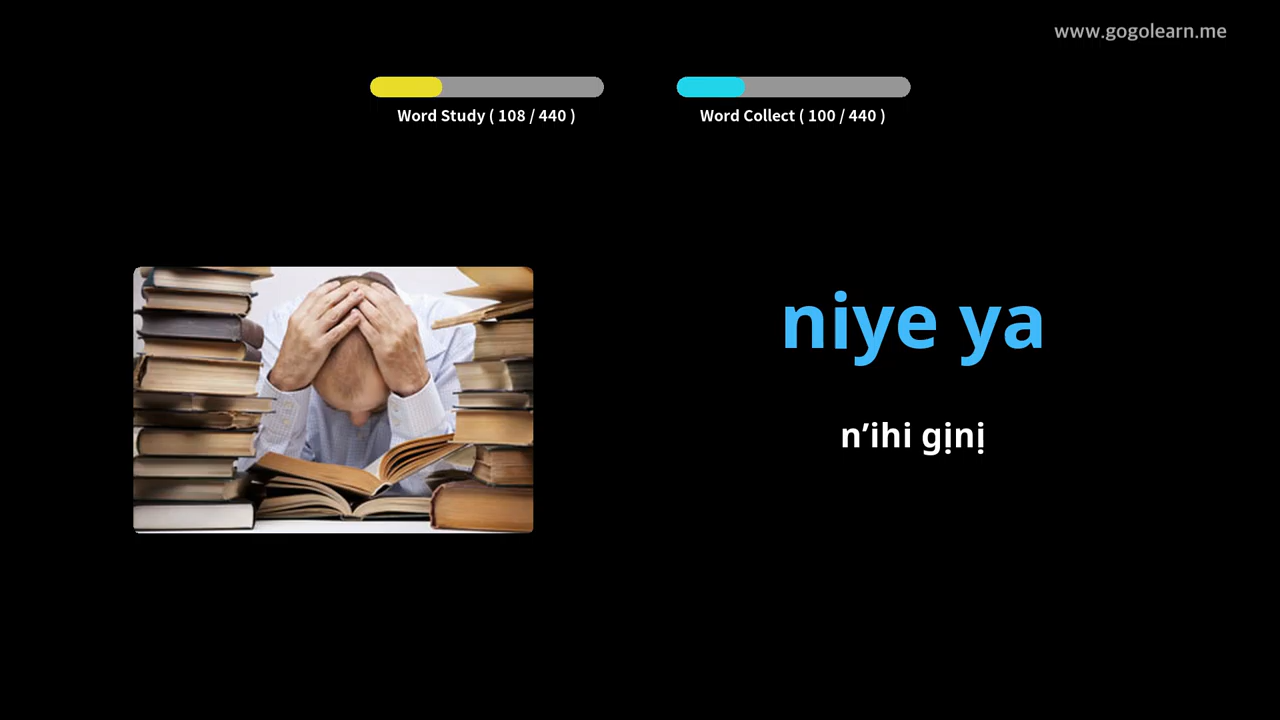 www.gogolearn.me
Word Study ( 108 / 440 )
Word Collect ( 100 / 440 )
niye ya
n’ihi gịnị